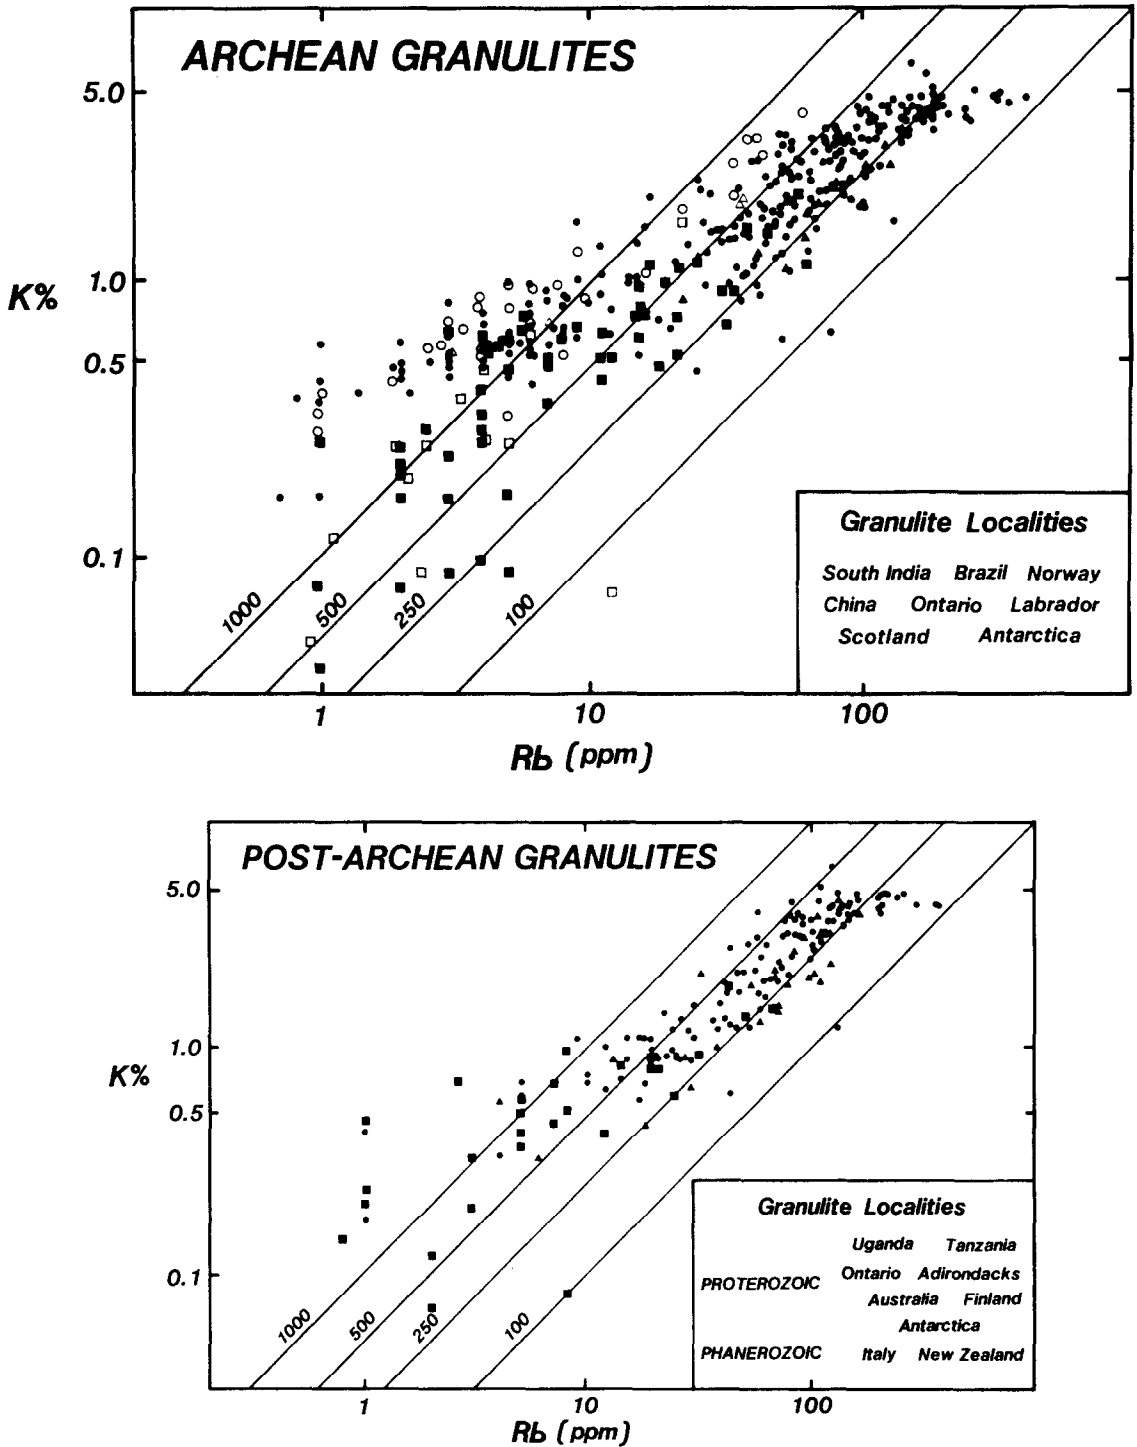 ARCHEAN GRANULITES
5.0
1.0
K%
0.5
0.1
1000
500
250
100
Granulite Localities
South India Brazil Norway
China Ontario Labrador
Scotland Antarctica
1
10
100
Rb (ppm)
POST-ARCHEAN GRANULITES
5.0
1.0
K%
0.5
0.1
1000
500
250
100
Granulite Localities
Uganda Tanzania
PROTEROZOIC Ontario Adirondacks
Australia Finland
Antarctica
PHANEROZOIC Italy New Zealand
1
10
100
Rb (ppm)